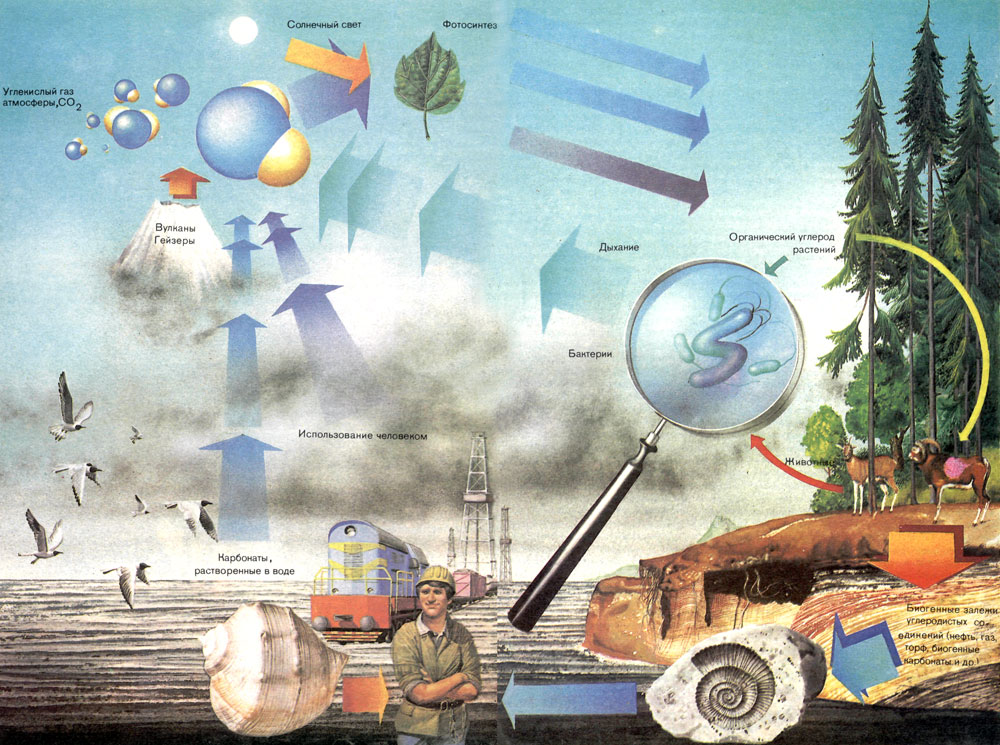 Солнечный свет
Фотосинтез
Углекислый газ
атмосферы,CO2
Вулканы
Гейзеры
Органический углерод
растений
Дыхание
Бактерии
Использование человеком
Животные
Карбонаты,
растворенные в воде
Биогенные залежи
углеродистых со-
единений (нефть, газ,
торф, биогенные
карбонаты и др.)